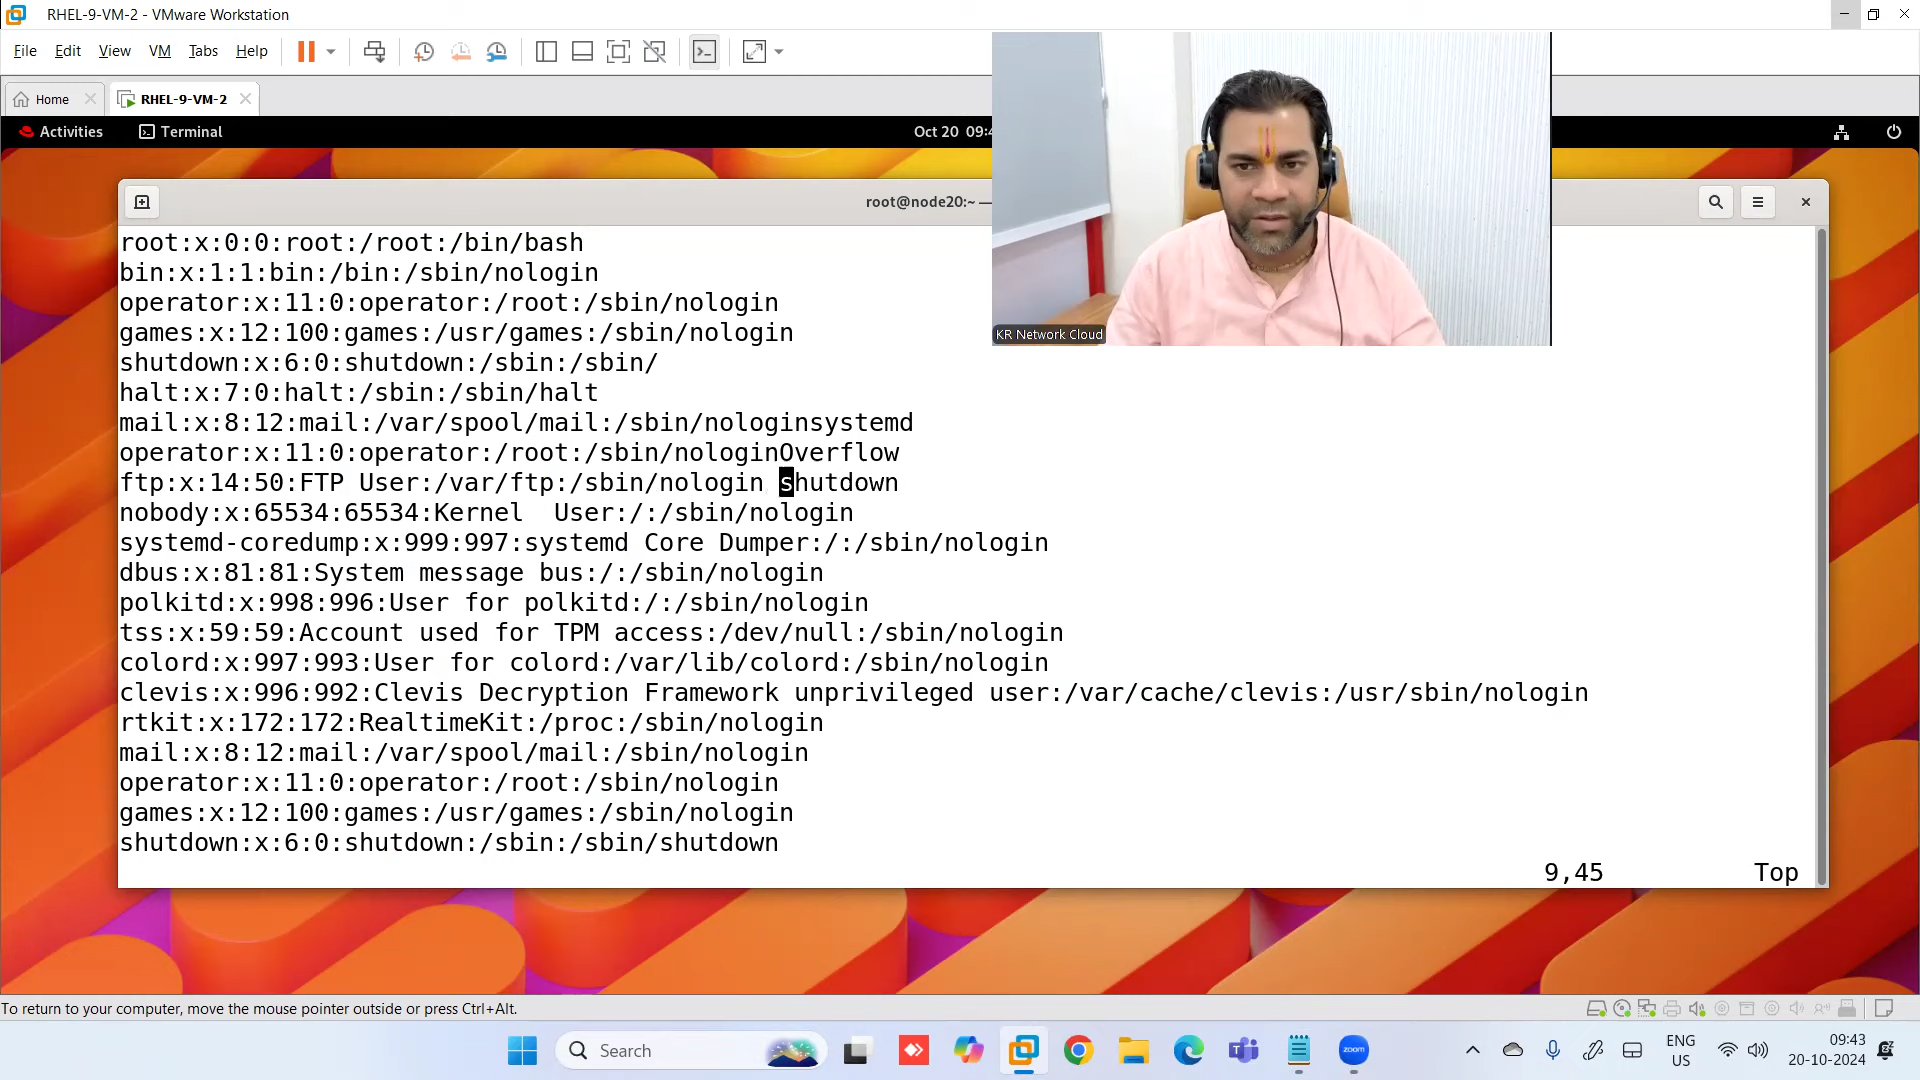 RHEL-9-VM-2 - VMware Workstation
File Edit View VM Tabs Help
Home RHEL-9-VM-2
Activities Terminal Oct 20 09:4
root@node20:~ —
KR Network Cloud
root:x:0:0:root:/root:/bin/bash
bin:x:1:1:bin:/bin:/sbin/nologin
operator:x:11:0:operator:/root:/sbin/nologin
games:x:12:100:games:/usr/games:/sbin/nologin
shutdown:x:6:0:shutdown:/sbin:/sbin/
halt:x:7:0:halt:/sbin:/sbin/halt
mail:x:8:12:mail:/var/spool/mail:/sbin/nologinsystemd
operator:x:11:0:operator:/root:/sbin/nologinOverflow
ftp:x:14:50:FTP User:/var/ftp:/sbin/nologin shutdown
nobody:x:65534:65534:Kernel  User:/:/sbin/nologin
systemd-coredump:x:999:997:systemd Core Dumper:/:/sbin/nologin
dbus:x:81:81:System message bus:/:/sbin/nologin
polkitd:x:998:996:User for polkitd:/:/sbin/nologin
tss:x:59:59:Account used for TPM access:/dev/null:/sbin/nologin
colord:x:997:993:User for colord:/var/lib/colord:/sbin/nologin
clevis:x:996:992:Clevis Decryption Framework unprivileged user:/var/cache/clevis:/usr/sbin/nologin
rtkit:x:172:172:RealtimeKit:/proc:/sbin/nologin
mail:x:8:12:mail:/var/spool/mail:/sbin/nologin
operator:x:11:0:operator:/root:/sbin/nologin
games:x:12:100:games:/usr/games:/sbin/nologin
shutdown:x:6:0:shutdown:/sbin:/sbin/shutdown
9,45 Top
To return to your computer, move the mouse pointer outside or press Ctrl+Alt.
Search
zoom
ENG
US
09:43
20-10-2024